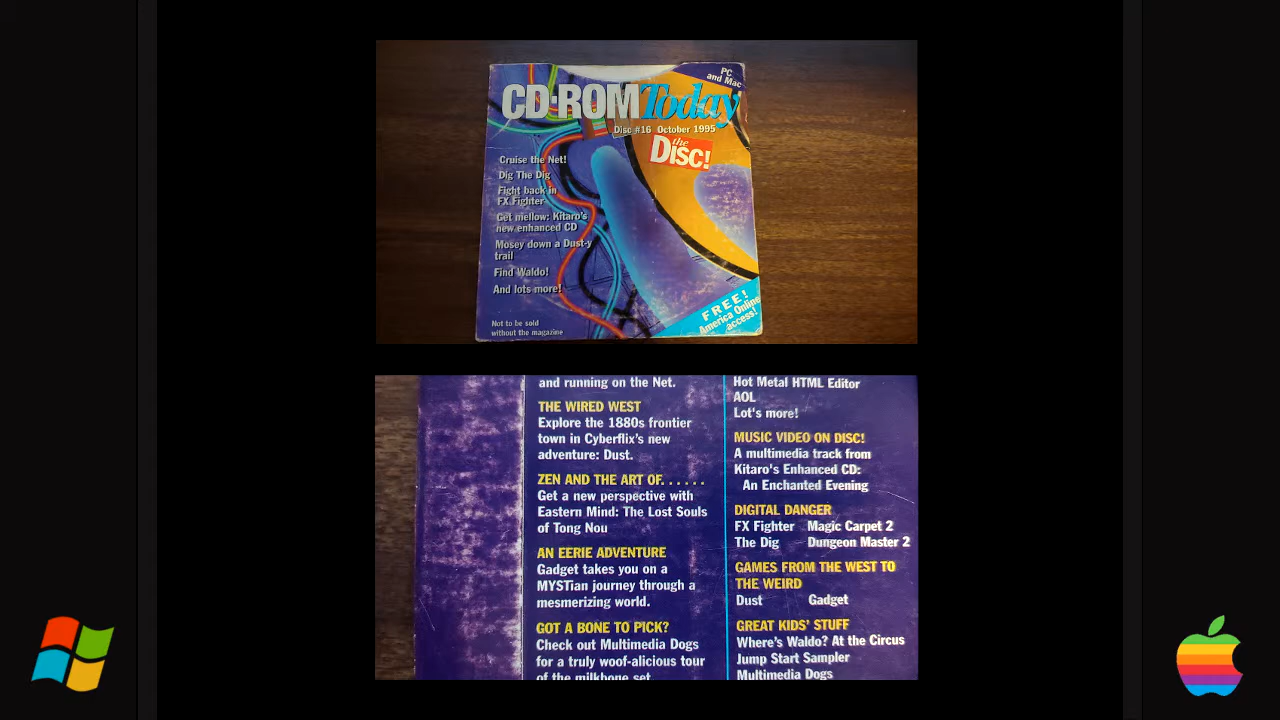 PC
and Mac
CD-ROM Today
Disc #16 October 1995
the
Disc!
Cruise the Net!
Dig The Dig
Fight back in
FX Fighter
Get mellow: Kitaro's
new enhanced CD
Mosey down a Dust-y
trail
Find Waldo!
And lots more!
FREE!
America Online
access!
Not to be sold
without the magazine
and running on the Net.
THE WIRED WEST
Explore the 1880s frontier
town in Cyberflix's new
adventure: Dust.
ZEN AND THE ART OF. . . . . .
Get a new perspective with
Eastern Mind: The Lost Souls
of Tong Nou
AN EERIE ADVENTURE
Gadget takes you on a
MYSTian journey through a
mesmerizing world.
GOT A BONE TO PICK?
Check out Multimedia Dogs
for a truly woof-alicious tour
of the milkbone set
Hot Metal HTML Editor
AOL
Lot's more!
MUSIC VIDEO ON DISC!
A multimedia track from
Kitaro's Enhanced CD:
An Enchanted Evening
DIGITAL DANGER
FX Fighter Magic Carpet 2
The Dig Dungeon Master 2
GAMES FROM THE WEST TO
THE WEIRD
Dust Gadget
GREAT KIDS' STUFF
Where's Waldo? At the Circus
Jump Start Sampler
Multimedia Dogs